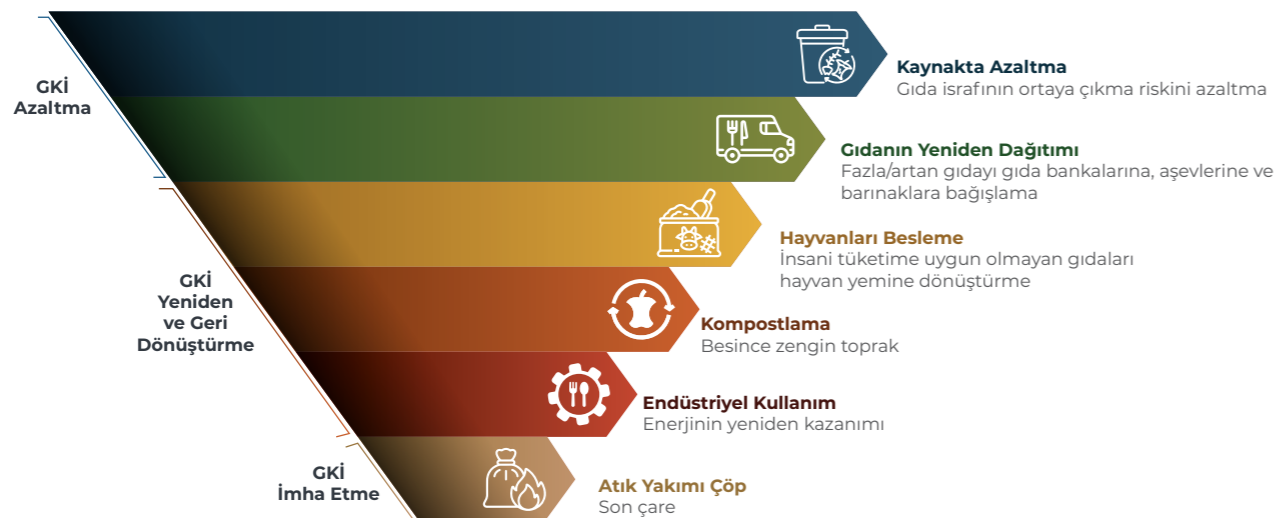 GKİ
Azaltma
Kaynakta Azaltma
Gıda israfının ortaya çıkma riskini azaltma
Gıdanın Yeniden Dağıtımı
Fazla/artan gıdayı gıda bankalarına, aşevlerine ve
barınaklara bağışlama
GKİ
Yeniden
ve Geri
Dönüştürme
Hayvanları Besleme
İnsani tüketime uygun olmayan gıdaları
hayvan yemine dönüştürme
Kompostlama
Besince zengin toprak
Endüstriyel Kullanım
Enerjinin yeniden kazanımı
GKİ
İmha Etme
Atık Yakımı Çöp
Son çare